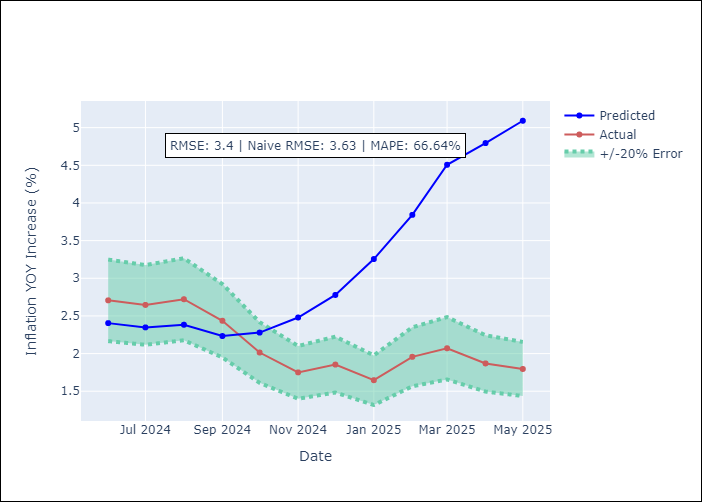 RMSE: 3.4 | Naive RMSE: 3.63 | MAPE: 66.64%
Predicted
Actual
+/-20% Error
Inflation YOY Increase (%)
5
4.5
4
3.5
3
2.5
2
1.5
Jul 2024
Sep 2024
Nov 2024
Jan 2025
Mar 2025
May 2025
Date